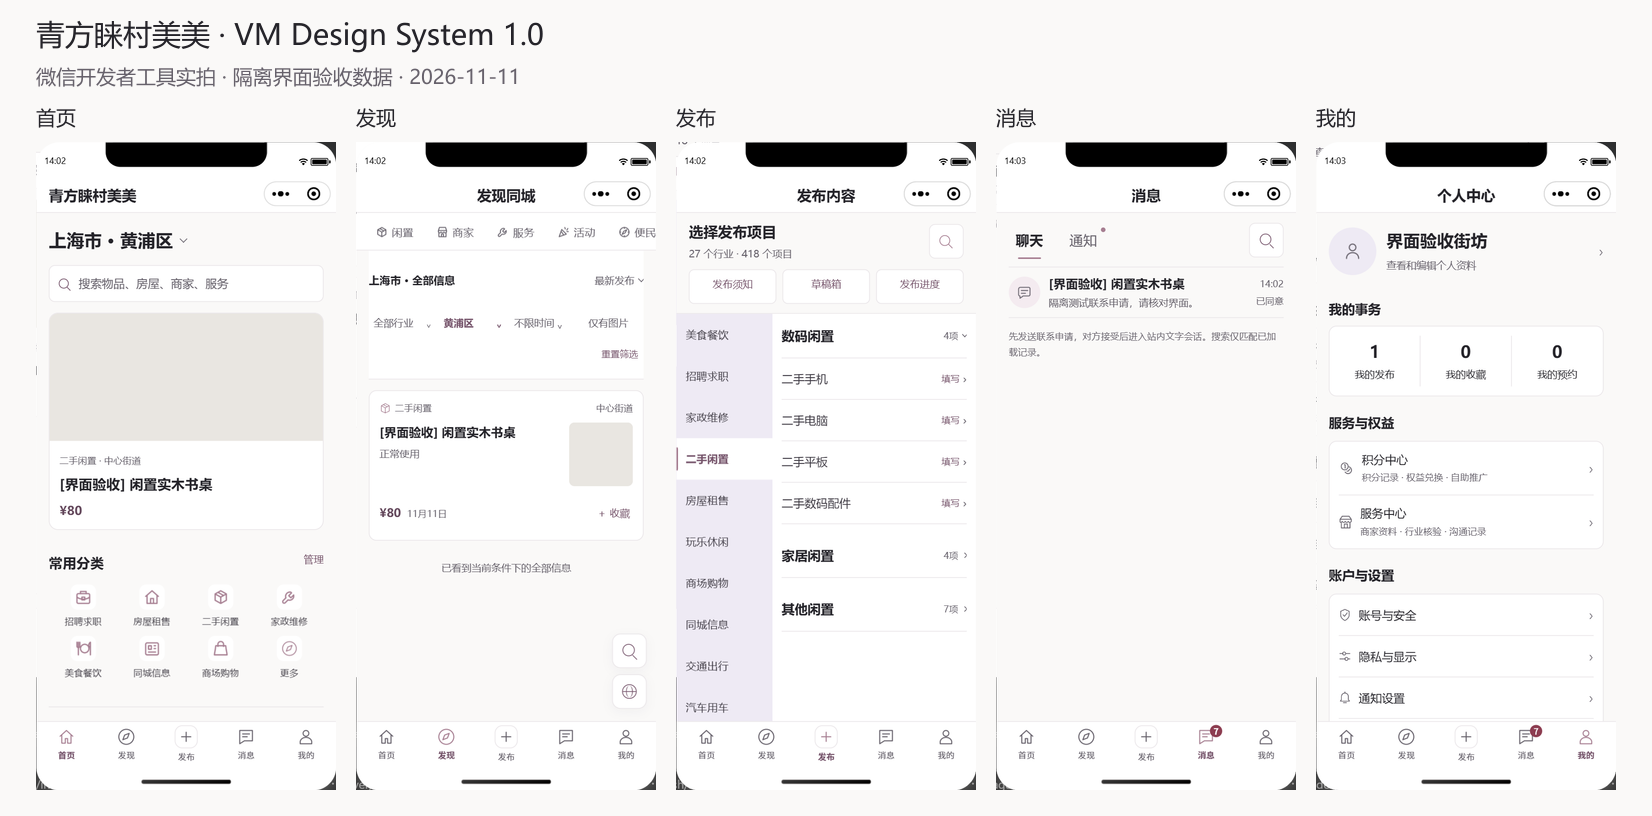 青方睐村美美 · VM Design System 1.0
微信开发者工具实拍 · 隔离界面验收数据 · 2026-11-11
首页
14:02
青方睐村美美
上海市 • 黄浦区
搜索物品、房屋、商家、服务
二手闲置 · 中心街道
[界面验收] 闲置实木书桌
¥80
常用分类
管理
招聘求职 房屋租售 二手闲置 家政维修
美食餐饮 同城信息 商场购物 更多
首页 发现 发布 消息 我的
发现
14:02
发现同城
闲置 商家 服务 活动 便民
上海市 • 全部信息
最新发布
全部行业 黄浦区 不限时间 仅有图片
重置筛选
二手闲置
中心街道
[界面验收] 闲置实木书桌
正常使用
¥80 11月11日
+ 收藏
已看到当前条件下的全部信息
首页 发现 发布 消息 我的
发布
14:02
发布内容
选择发布项目
27 个行业 · 418 个项目
发布须知 草稿箱 发布进度
美食餐饮
招聘求职
家政维修
二手闲置
房屋租售
玩乐休闲
商场购物
同城信息
交通出行
汽车用车
数码闲置 4项
二手手机 填写 ›
二手电脑 填写 ›
二手平板 填写 ›
二手数码配件 填写 ›
家居闲置 4项 ›
其他闲置 7项 ›
首页 发现 发布 消息 我的
消息
14:03
消息
聊天 通知
[界面验收] 闲置实木书桌 14:02
隔离测试联系申请，请核对界面。 已同意
先发送联系申请，对方接受后进入站内文字会话。搜索仅匹配已加
载记录。
7
首页 发现 发布 消息 我的
我的
14:03
个人中心
界面验收街坊
查看和编辑个人资料
我的事务
1 0 0
我的发布 我的收藏 我的预约
服务与权益
积分中心
积分记录 · 权益兑换 · 自助推广
服务中心
商家资料 · 行业核验 · 沟通记录
账户与设置
账号与安全
隐私与显示
通知设置
7
首页 发现 发布 消息 我的